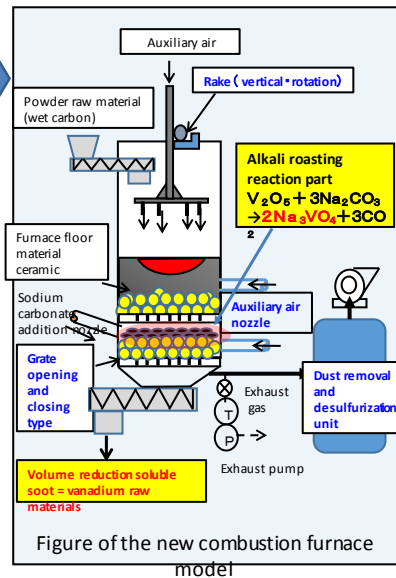 Auxiliary air
Rake ( vertical・rotation)
Powder raw material
(wet carbon)
Alkali roasting
reaction part
V₂O₅＋3Na₂CO₃
→2Na₃VO₄＋3CO
₂
Furnace floor
material
ceramic
Sodium
carbonate
addition nozzle
Auxiliary air
nozzle
Grate
opening
and
closing
type
Exhaust
gas
T
P
Exhaust pump
Dust removal
and
desulfurization
unit
Volume reduction soluble
soot = vanadium raw
materials
Figure of the new combustion furnace
model